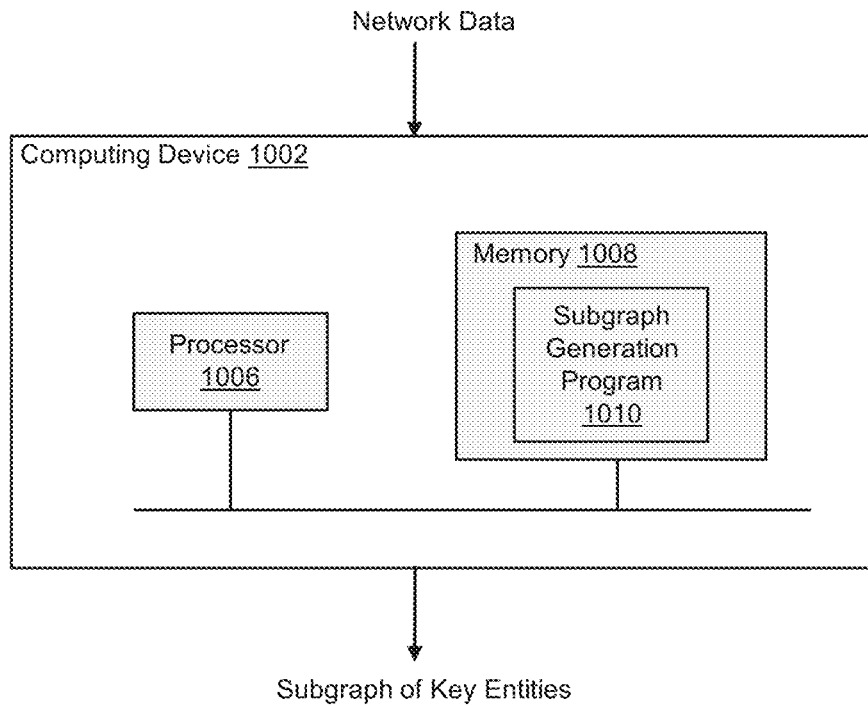 Network Data
Computing Device 1002
Memory 1008
Subgraph
Generation
Program
1010
Processor
1006
Subgraph of Key Entities